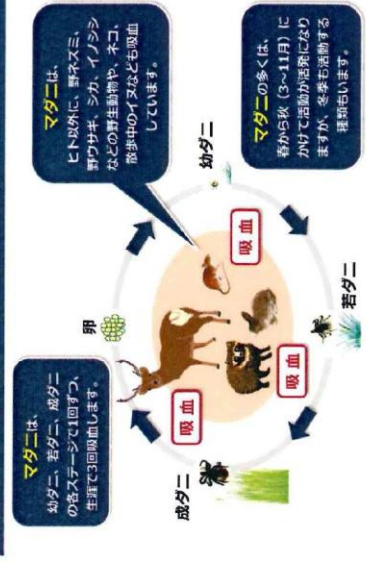 マダニは、
幼ダニ、若ダニ、成ダニ
の各ステージで1回ずつ、
生涯で3回吸血します。
マダニは、
ヒト以外に、野ネズミ、
野ウサギ、シカ、イノシシ
などの野生動物や、ネコ、
散歩中のイヌなども吸血
しています。
卵
幼ダニ
吸血
若ダニ
吸血
成ダニ
吸血
マダニの多くは、
春から秋（3～11月）に
かけて活動が活発になり
ますが、冬季も活動する
種類もいます。